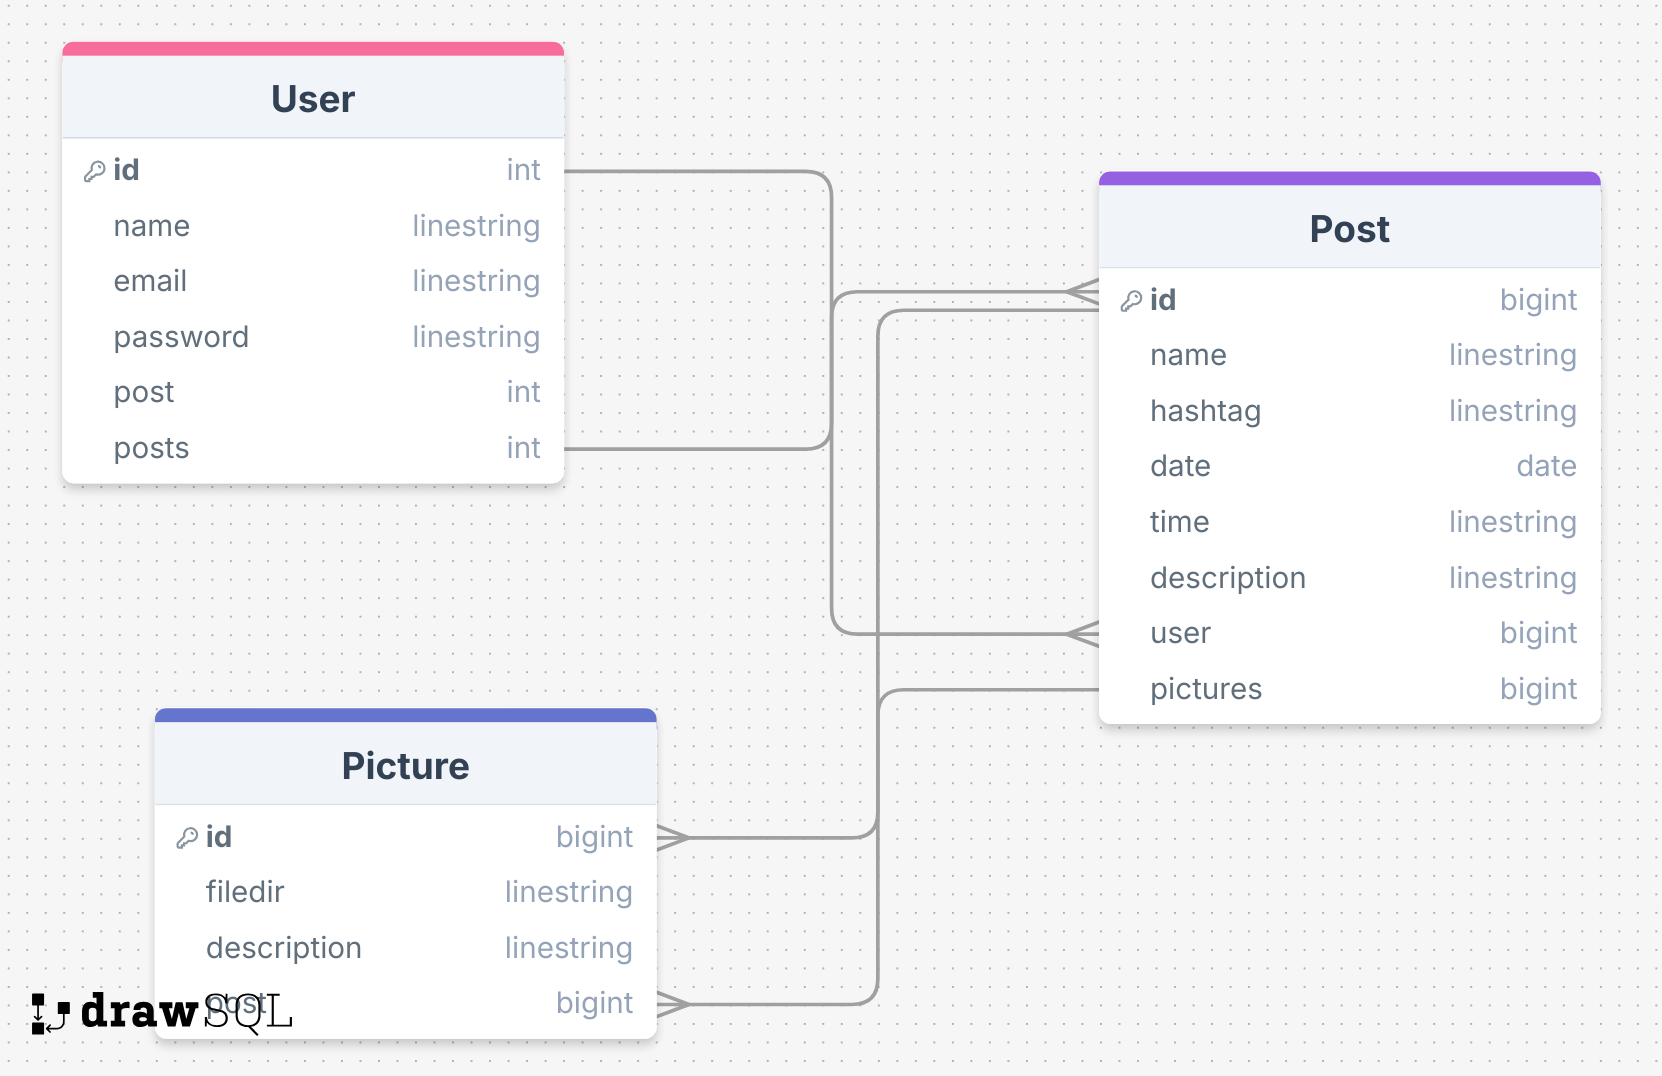 User
id int
name linestring
email linestring
password linestring
post int
posts int
Post
id bigint
name linestring
hashtag linestring
date date
time linestring
description linestring
user bigint
pictures bigint
Picture
id bigint
filedir linestring
description linestring
post bigint
drawSQL